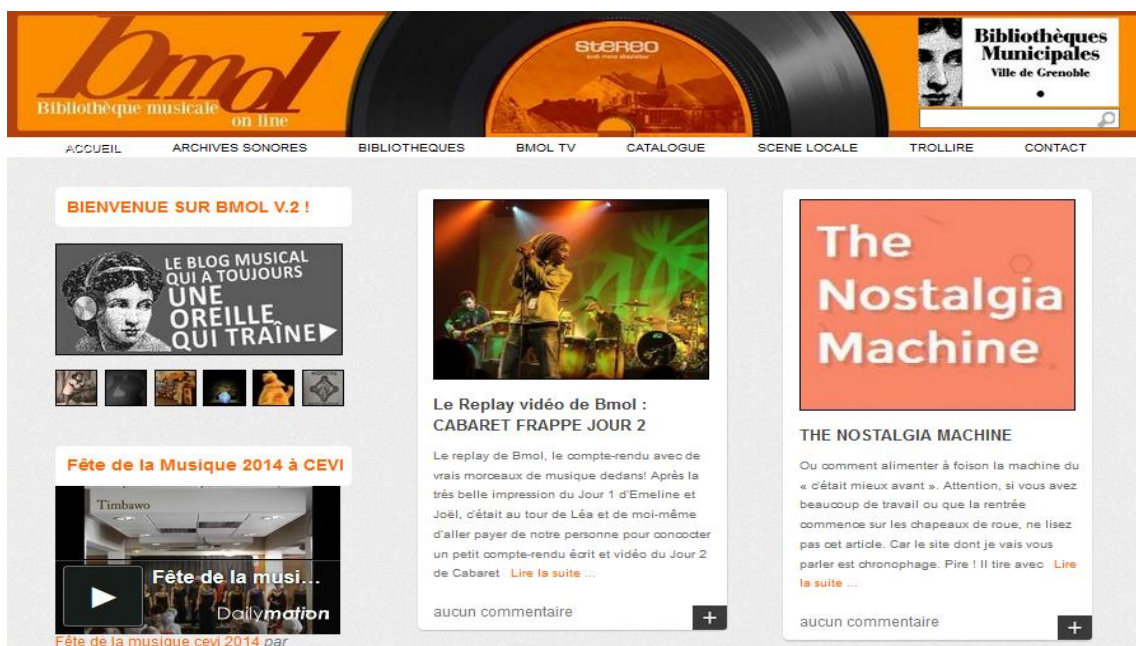 bmol
Bibliothèque musicale
on line
STEREO
Bibliothèques
Municipales
Ville de Grenoble
ACCUEIL ARCHIVES SONORES BIBLIOTHEQUES BMOL TV CATALOGUE SCENE LOCALE TROLLIRE CONTACT
BIENVENUE SUR BMOL V.2 !
LE BLOG MUSICAL
QUI A TOUJOURS
UNE
OREILLE
QUI TRAÎNE
Fête de la Musique 2014 à CEVI
Timbawo
Fête de la musi...
Dailymotion
Fête de la musique cevi 2014 par
Le Replay vidéo de Bmol :
CABARET FRAPPE JOUR 2
Le replay de Bmol, le compte-rendu avec de
vrais morceaux de musique dedans! Après la
très belle impression du Jour 1 d'Emeline et
Joël, c'était au tour de Léa et de moi-même
d'aller payer de notre personne pour concocter
un petit compte-rendu écrit et vidéo du Jour 2
de Cabaret Lire la suite ...
aucun commentaire +
The
Nostalgia
Machine
THE NOSTALGIA MACHINE
Ou comment alimenter à foison la machine du
« c'était mieux avant ». Attention, si vous avez
beaucoup de travail ou que la rentrée
commence sur les chapeaux de roue, ne lisez
pas cet article. Car le site dont je vais vous
parler est chronophage. Pire ! Il tire avec Lire
la suite ...
aucun commentaire +